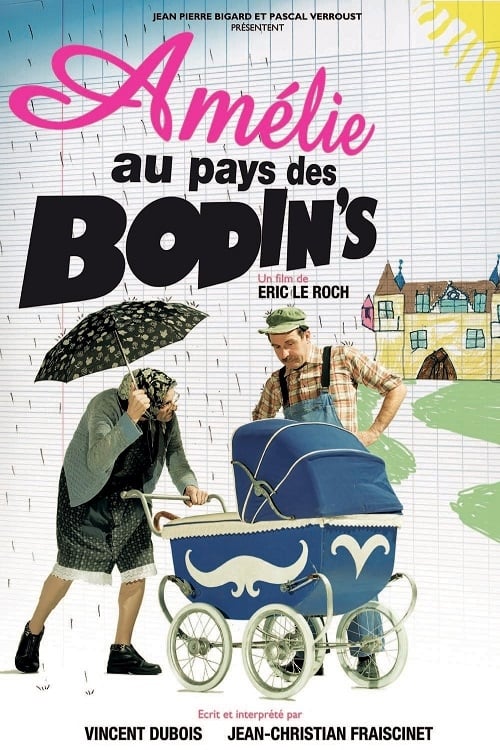 JEAN PIERRE BIGARD ET PASCAL VERROUST
PRÉSENTENT
Amélie
au pays des
BODIN'S
Un film de
ERIC LE ROCH
Ecrit et interprété par
VINCENT DUBOIS JEAN-CHRISTIAN FRAISCINET